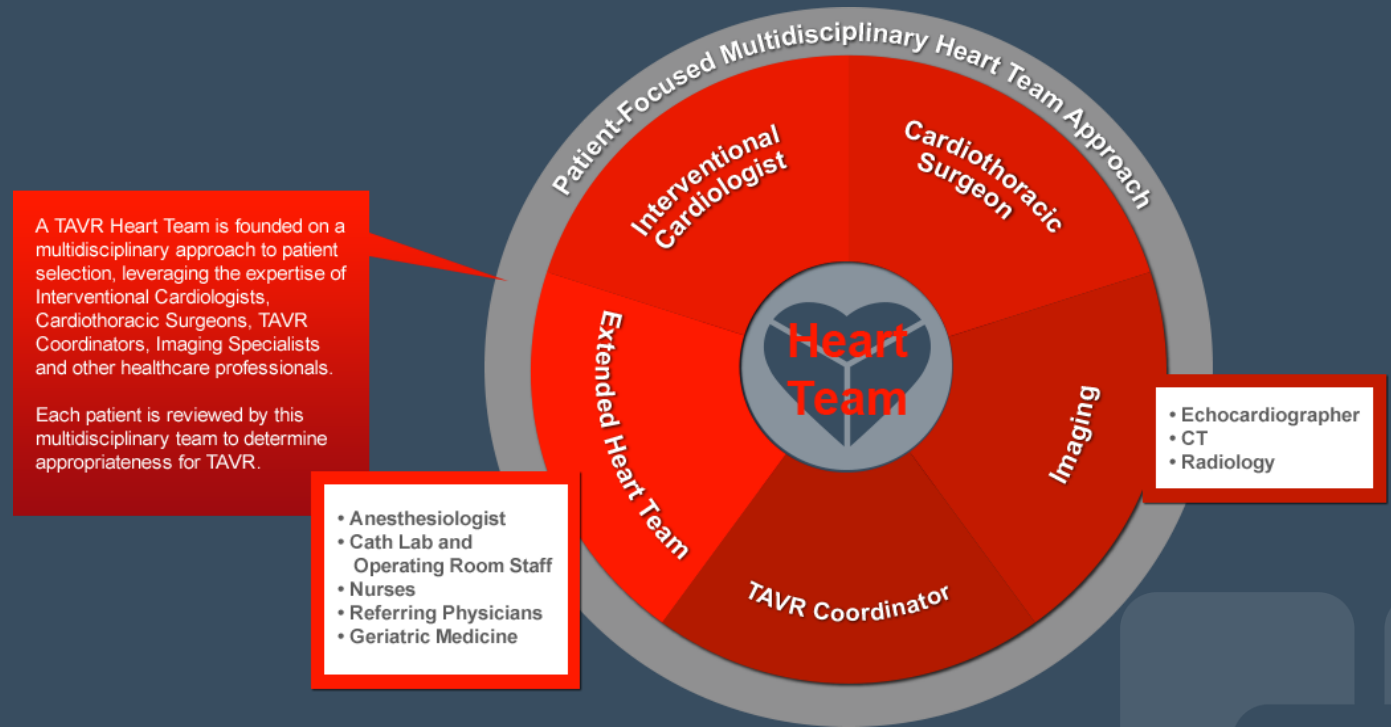 Patient-Focused Multidisciplinary Heart Team Approach
Interventional
Cardiologist
Cardiothoracic
Surgeon
A TAVR Heart Team is founded on a
multidisciplinary approach to patient
selection, leveraging the expertise of
Interventional Cardiologists,
Cardiothoracic Surgeons, TAVR
Coordinators, Imaging Specialists
and other healthcare professionals.
Each patient is reviewed by this
multidisciplinary team to determine
appropriateness for TAVR.
Heart
Team
Extended Heart Team
Imaging
• Echocardiographer
• CT
• Radiology
• Anesthesiologist
• Cath Lab and
Operating Room Staff
• Nurses
• Referring Physicians
• Geriatric Medicine
TAVR Coordinator